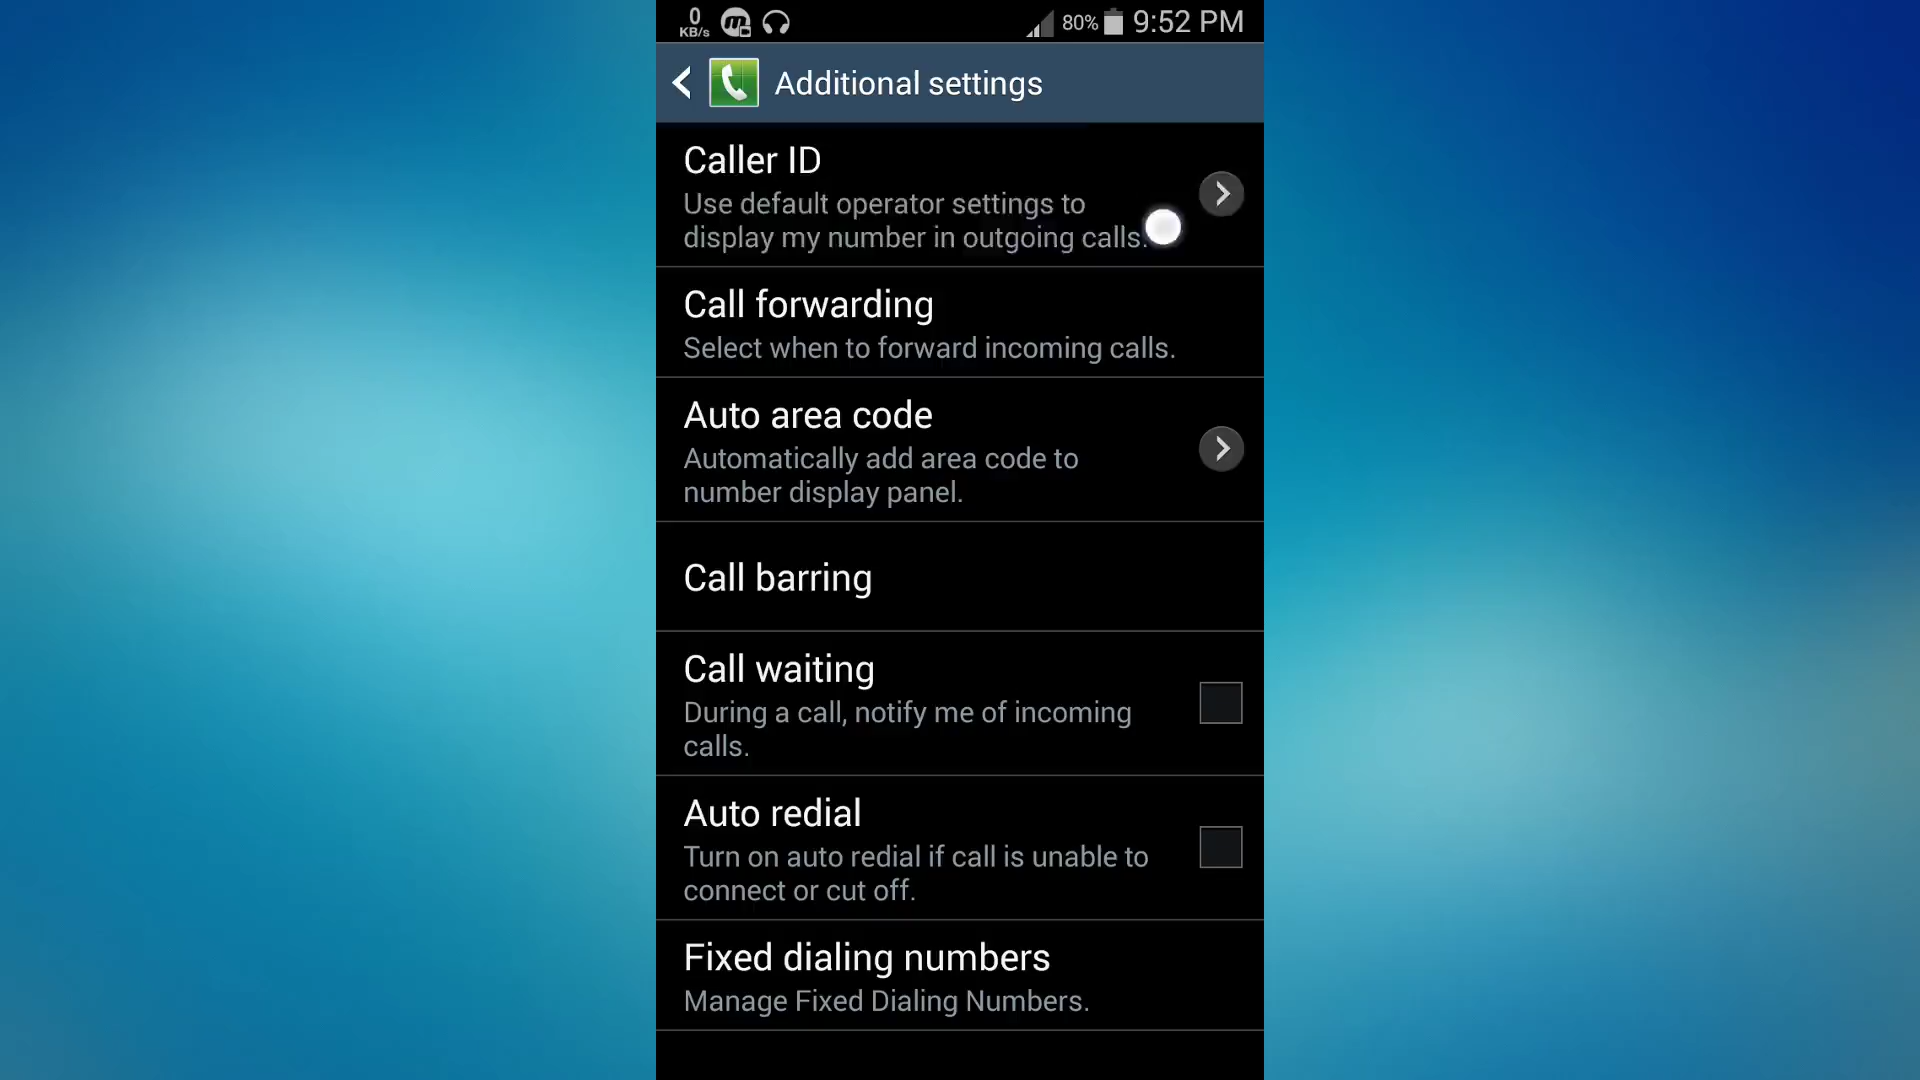 0
KB/s
80% 9:52 PM
Additional settings
Caller ID
Use default operator settings to
display my number in outgoing calls.
Call forwarding
Select when to forward incoming calls.
Auto area code
Automatically add area code to
number display panel.
Call barring
Call waiting
During a call, notify me of incoming
calls.
Auto redial
Turn on auto redial if call is unable to
connect or cut off.
Fixed dialing numbers
Manage Fixed Dialing Numbers.